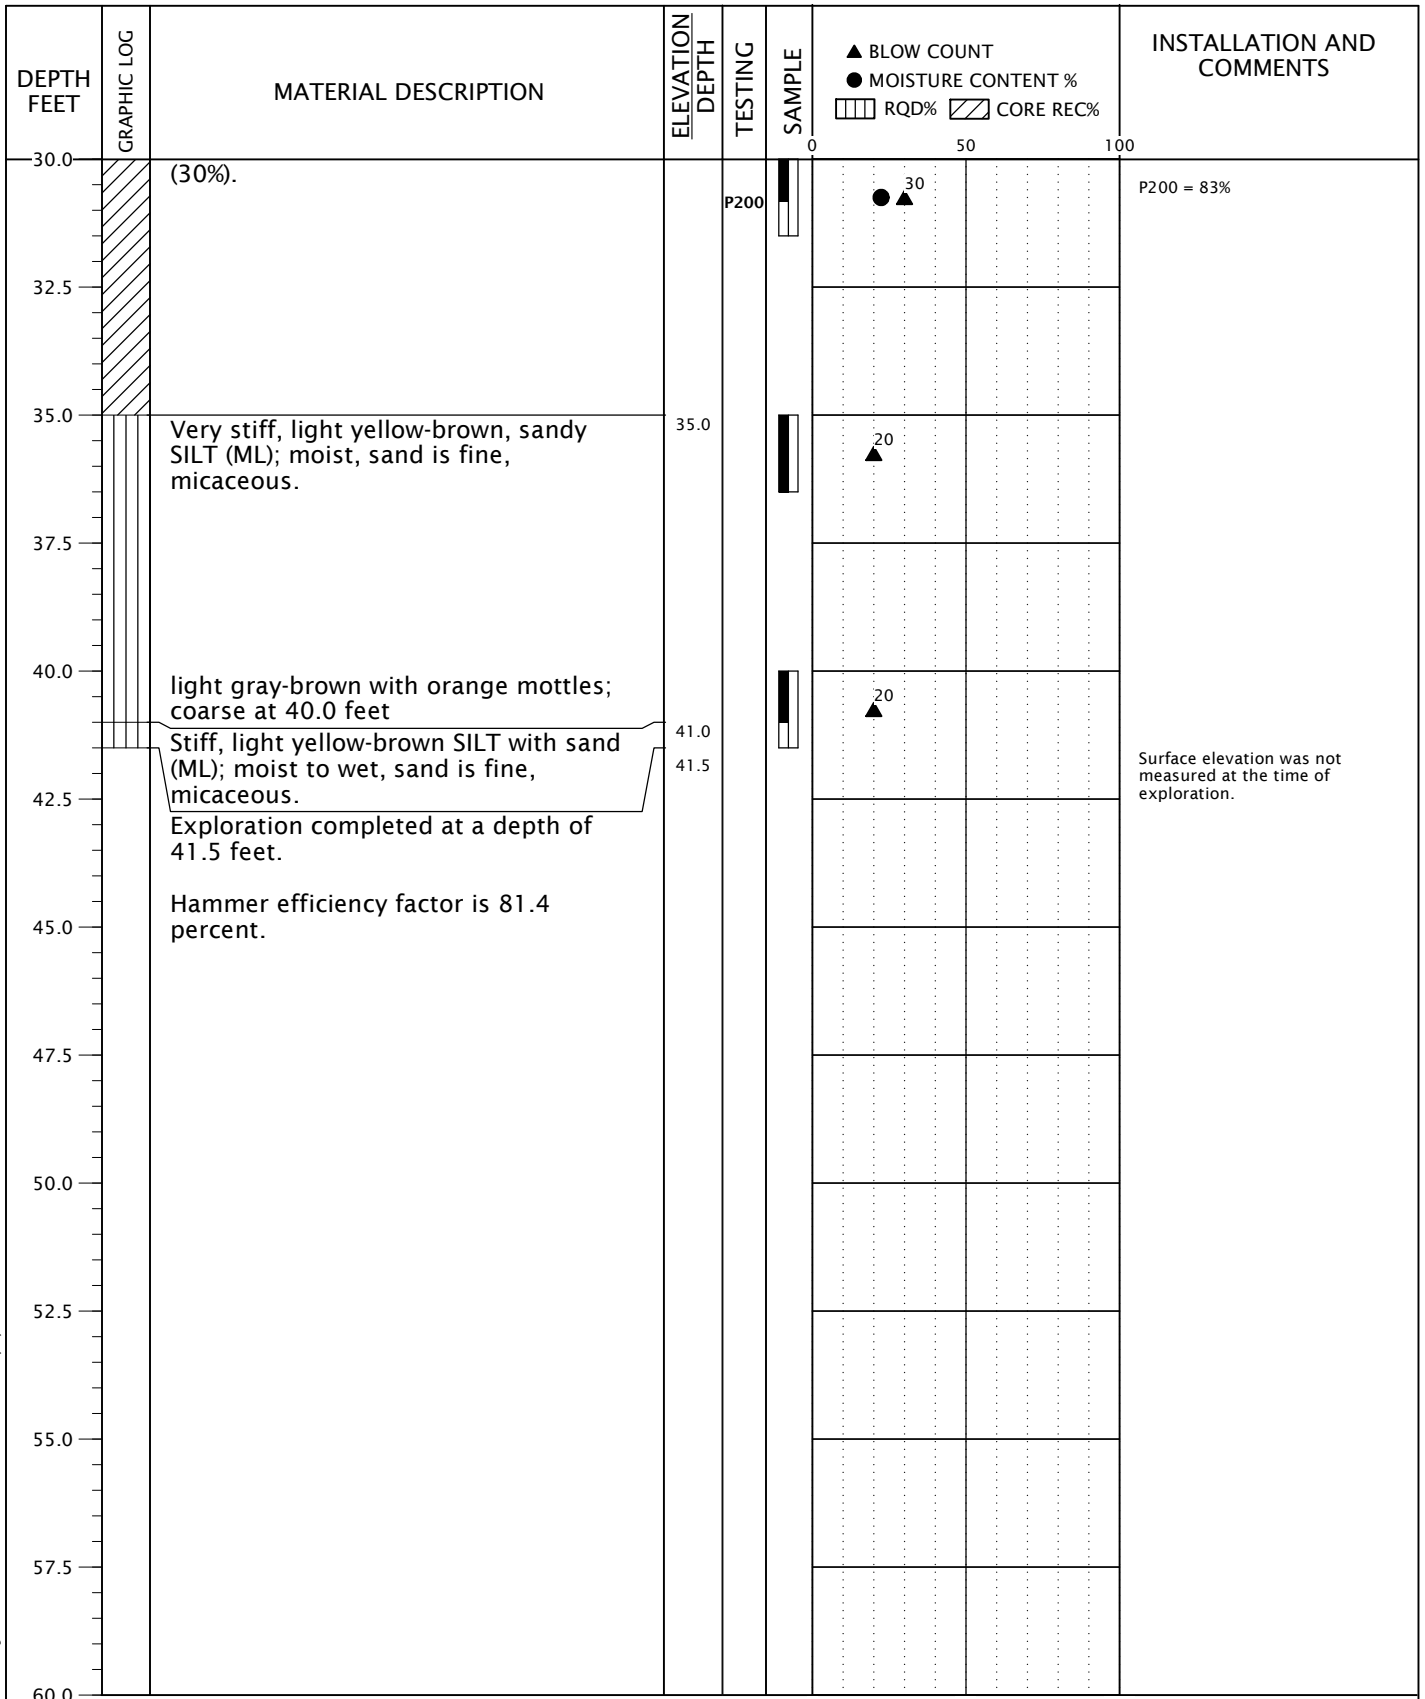 DEPTH
FEET
GRAPHIC LOG
MATERIAL DESCRIPTION
ELEVATION
DEPTH
TESTING
SAMPLE
▲ BLOW COUNT
● MOISTURE CONTENT %
RQD%
CORE REC%
INSTALLATION AND
COMMENTS
0
50
100
30.0
(30%).
P200
30
P200 = 83%
32.5
35.0
Very stiff, light yellow-brown, sandy
SILT (ML); moist, sand is fine,
micaceous.
35.0
20
37.5
40.0
light gray-brown with orange mottles;
coarse at 40.0 feet
41.0
20
Stiff, light yellow-brown SILT with sand
(ML); moist to wet, sand is fine,
micaceous.
41.5
Surface elevation was not
measured at the time of
exploration.
42.5
Exploration completed at a depth of
41.5 feet.
Hammer efficiency factor is 81.4
percent.
45.0
47.5
50.0
52.5
55.0
57.5
60.0